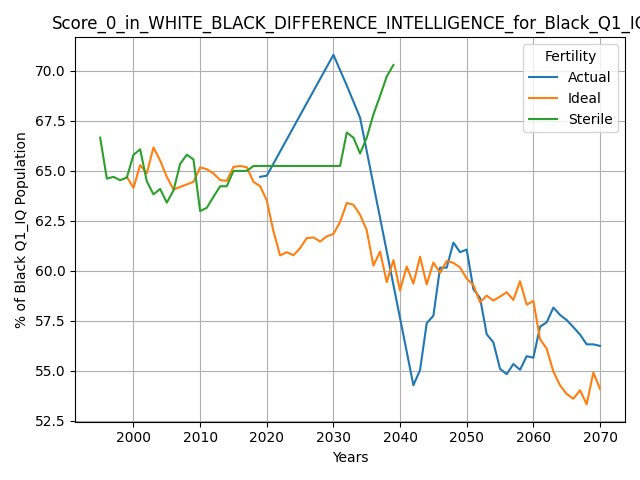 Score_0_in_WHITE_BLACK_DIFFERENCE_INTELLIGENCE_for_Black_Q1_IQ
Fertility
Actual
Ideal
Sterile
% of Black Q1_IQ Population
70.0
67.5
65.0
62.5
60.0
57.5
55.0
52.5
2000 2010 2020 2030 2040 2050 2060 2070
Years